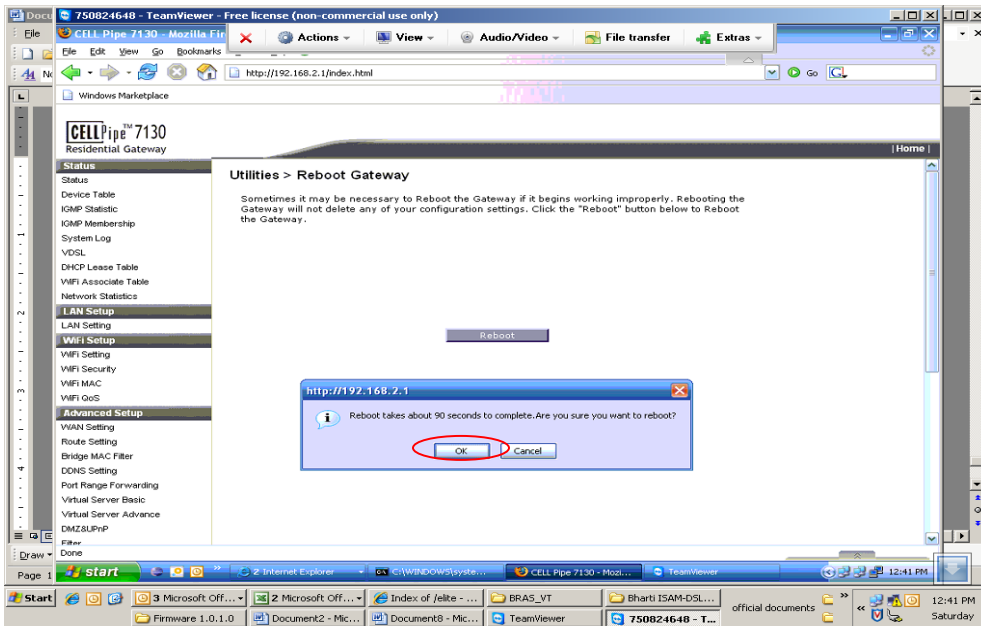 Docu
750824648 - TeamViewer - Free license (non-commercial use only)
File
CELL Pipe 7130 - Mozilla Fir
Actions
View
Audio/Video
File transfer
Extras
File Edit View Go Bookmarks
http://192.168.2.1/index.html
Go
Windows Marketplace
CELLPipe™ 7130
Residential Gateway
| Home |
Status
Status
Device Table
IGMP Statistic
IGMP Membership
System Log
VDSL
DHCP Lease Table
WiFi Associate Table
Network Statistics
LAN Setup
LAN Setting
WiFi Setup
WiFi Setting
WiFi Security
WiFi MAC
WiFi QoS
Advanced Setup
WAN Setting
Route Setting
Bridge MAC Filter
DDNS Setting
Port Range Forwarding
Virtual Server Basic
Virtual Server Advance
DMZ&UPnP
Filter
Utilities > Reboot Gateway
Sometimes it may be necessary to Reboot the Gateway if it begins working improperly. Rebooting the
Gateway will not delete any of your configuration settings. Click the "Reboot" button below to Reboot
the Gateway.
Reboot
http://192.168.2.1
Reboot takes about 90 seconds to complete.Are you sure you want to reboot?
OK
Cancel
Done
Draw
Page 1
start
2 Internet Explorer
C:\WINDOWS\syste...
CELL Pipe 7130 - Mozi...
TeamViewer
12:41 PM
Start
3 Microsoft Off...
2 Microsoft Off...
Index of /elite - ...
BRAS_VT
Bharti ISAM-DSL...
official documents
12:41 PM
Firmware 1.0.1.0
Document2 - Mic...
Document8 - Mic...
TeamViewer
750824648 - T...
Saturday